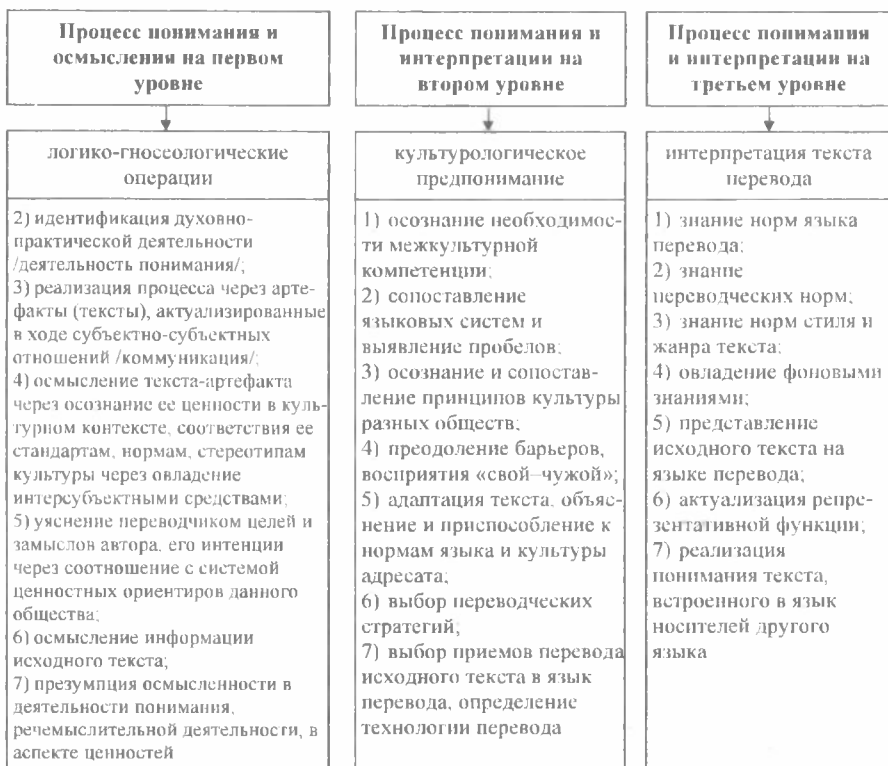 Процесс понимания и
осмысления на первом
уровне
логико-гносеологические
операции
2) идентификация духовно-
практической деятельности
/деятельность понимания/;
3) реализация процесса через арте-
факты (тексты), актуализированные
в ходе субъектно-субъектных
отношений /коммуникация/;
4) осмысление текста-артефакта
через осознание ее ценности в куль-
турном контексте, соответствия ее
стандартам, нормам, стереотипам
культуры через овладение
интерсубъектными средствами;
5) уяснение переводчиком целей и
замыслов автора, его интенции
через соотношение с системой
ценностных ориентиров данного
общества;
6) осмысление информации
исходного текста;
7) презумпция осмысленности в
деятельности понимания,
речемыслительной деятельности, в
аспекте ценностей
Процесс понимания и
интерпретации на
втором уровне
культурологическое
предпонимание
1) осознание необходимос-
ти межкультурной
компетенции;
2) сопоставление
языковых систем и
выявление пробелов;
3) осознание и сопостав-
ление принципов культуры
разных обществ;
4) преодоление барьеров,
восприятия «свой–чужой»;
5) адаптация текста, объяс-
нение и приспособление к
нормам языка и культуры
адресата;
6) выбор переводческих
стратегий;
7) выбор приемов перевода
исходного текста в язык
перевода, определение
технологии перевода
Процесс понимания
и интерпретации на
третьем уровне
интерпретация текста
перевода
1) знание норм языка
перевода;
2) знание
переводческих норм;
3) знание норм стиля и
жанра текста;
4) овладение фоновыми
знаниями;
5) представление
исходного текста на
языке перевода;
6) актуализация репре-
зентативной функции;
7) реализация
понимания текста,
встроенного в язык
носителей другого
языка